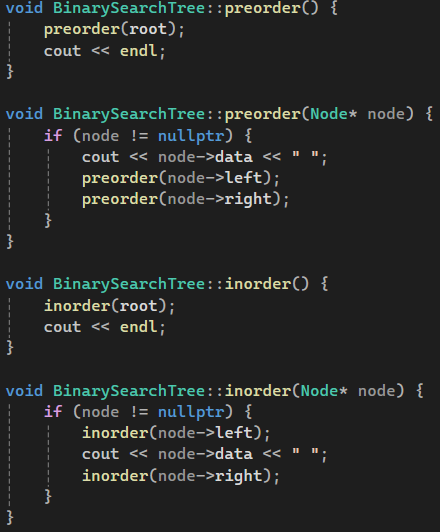 void BinarySearchTree::preorder() {
    preorder(root);
    cout << endl;
}

void BinarySearchTree::preorder(Node* node) {
    if (node != nullptr) {
        cout << node->data << " ";
        preorder(node->left);
        preorder(node->right);
    }
}

void BinarySearchTree::inorder() {
    inorder(root);
    cout << endl;
}

void BinarySearchTree::inorder(Node* node) {
    if (node != nullptr) {
        inorder(node->left);
        cout << node->data << " ";
        inorder(node->right);
    }
}